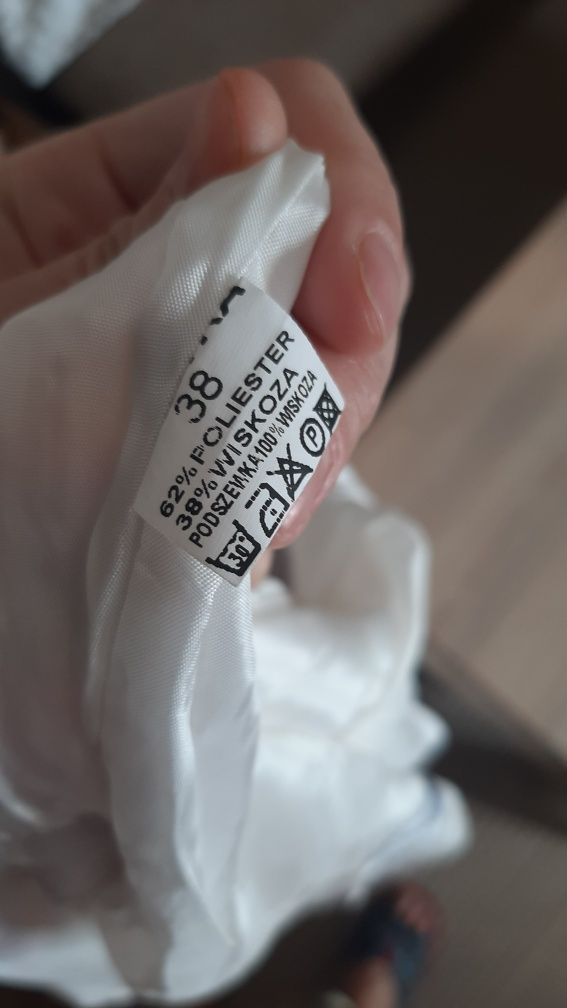 38
62% POLIESTER
38% WISKOZA
PODSZEWKA 100% WISKOZA
30° P